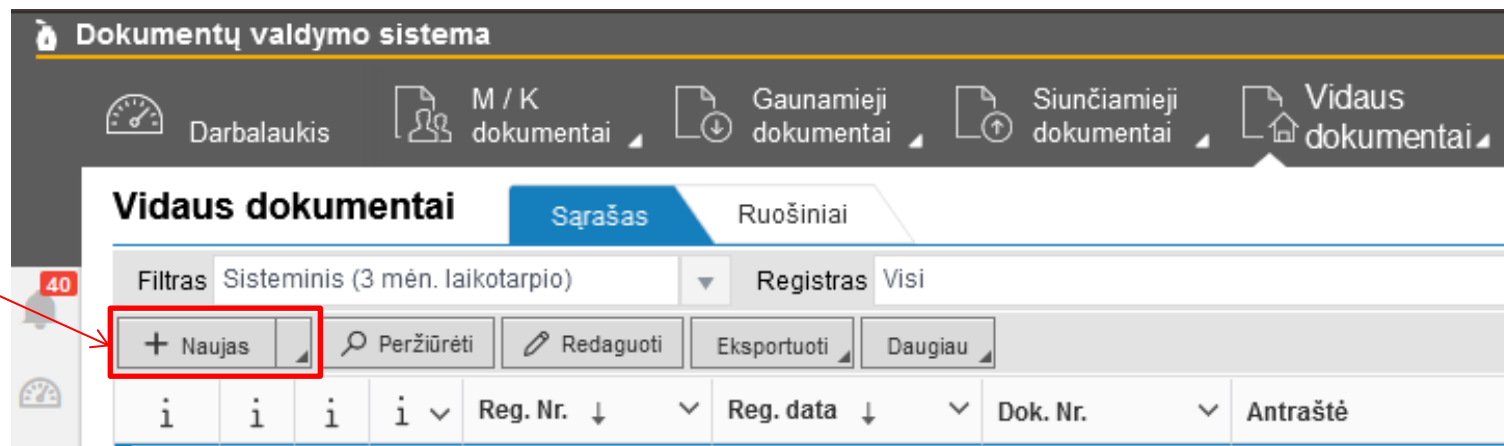 Dokumentų valdymo sistema
Darbalaukis
M / K
dokumentai
Gaunamieji
dokumentai
Siunčiamieji
dokumentai
Vidaus
dokumentai
Vidaus dokumentai
Sąrašas
Ruošiniai
40
Filtras Sisteminis (3 mėn. laikotarpio) Registras Visi
+ Naujas Peržiūrėti Redaguoti Eksportuoti Daugiau
i i i i Reg. Nr. ↓ Reg. data ↓ Dok. Nr. Antraštė